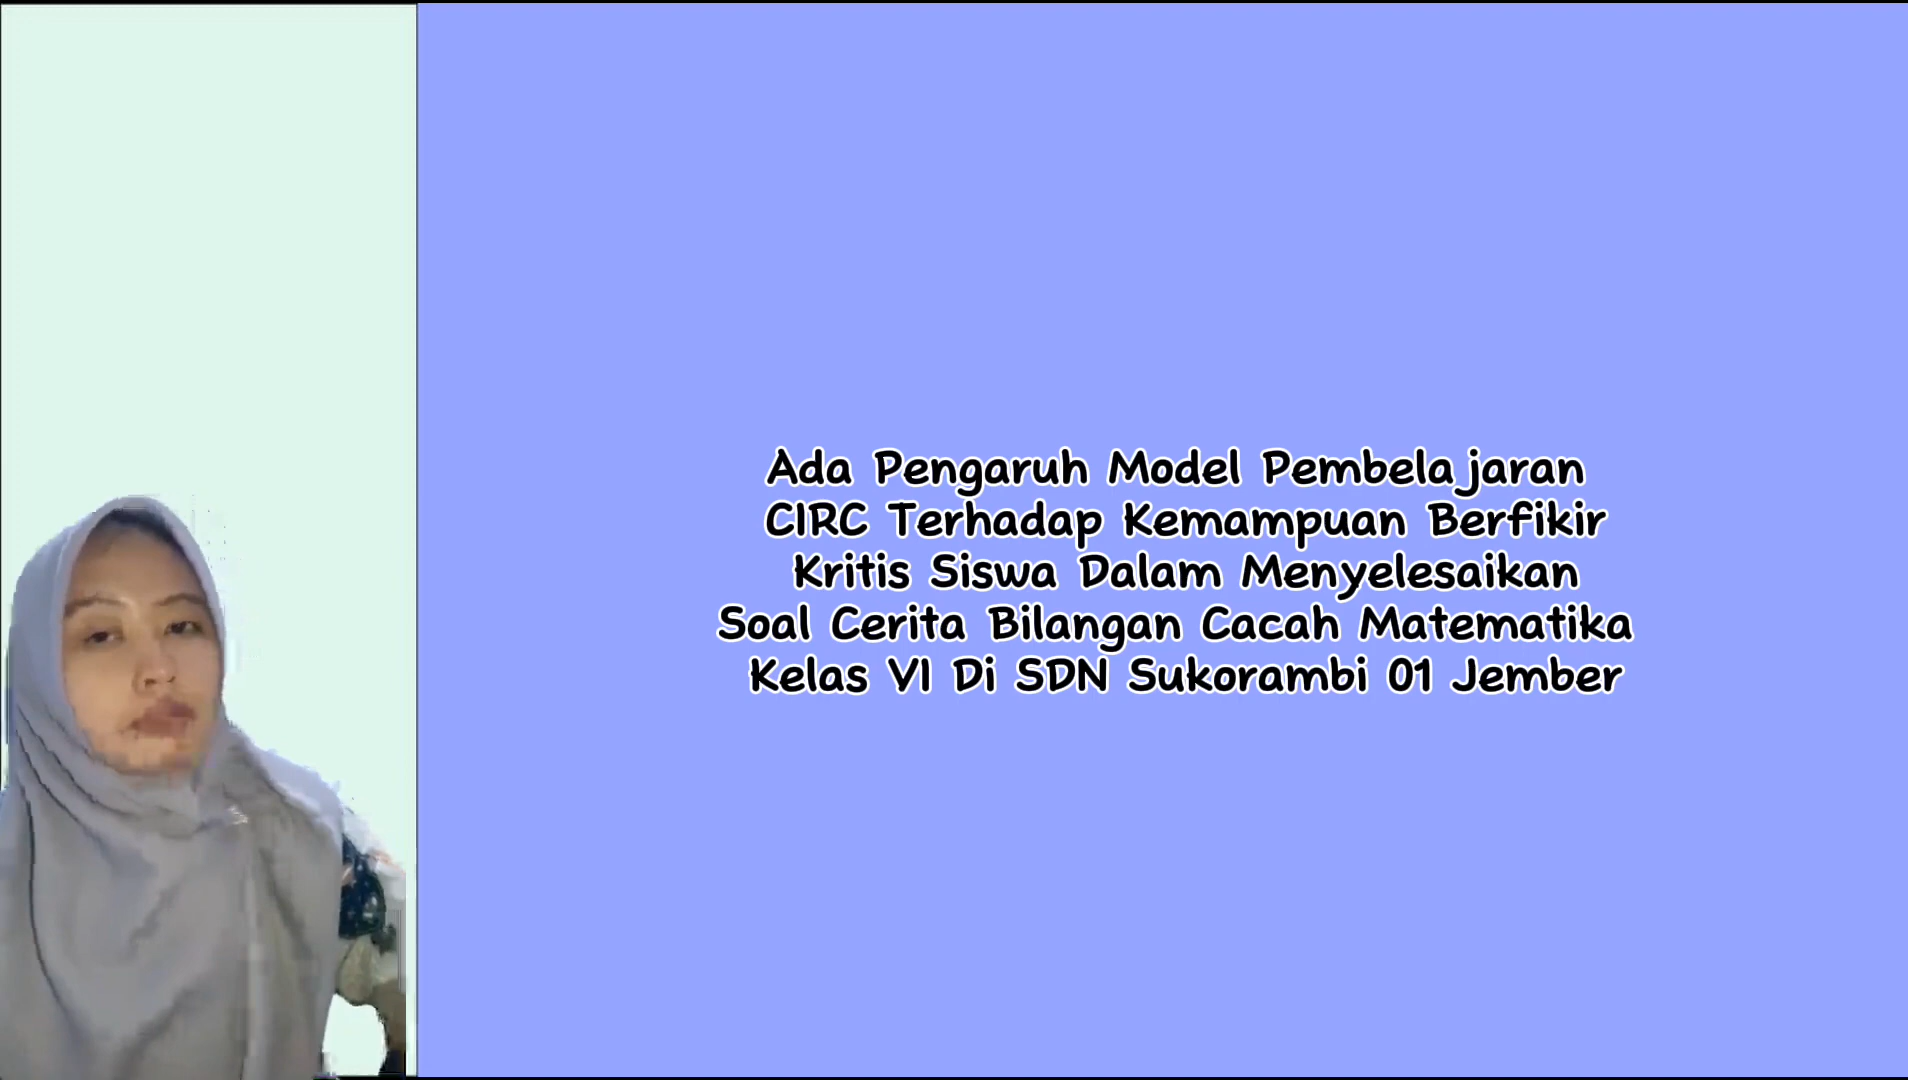 Ada Pengaruh Model Pembelajaran
CIRC Terhadap Kemampuan Berfikir
Kritis Siswa Dalam Menyelesaikan
Soal Cerita Bilangan Cacah Matematika
Kelas VI Di SDN Sukorambi 01 Jember